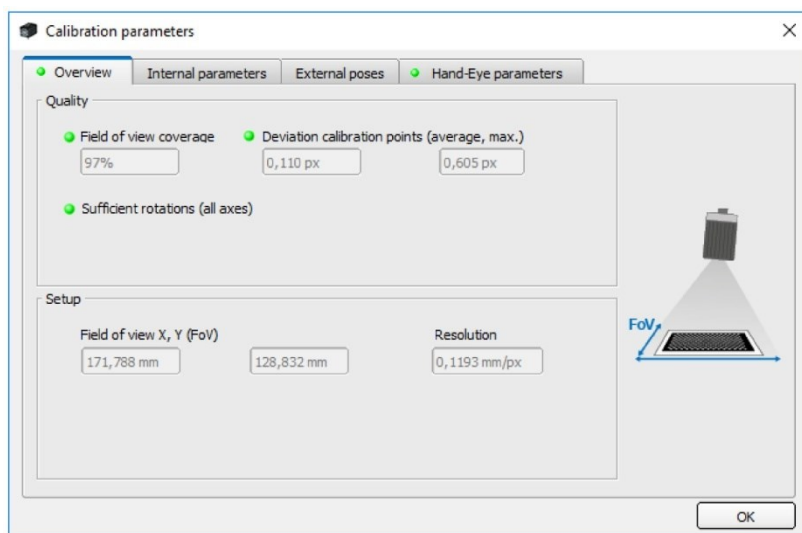 Calibration parameters
Overview Internal parameters External poses Hand-Eye parameters
Quality
Field of view coverage Deviation calibration points (average, max.)
97% 0,110 px 0,605 px
Sufficient rotations (all axes)
Setup
Field of view X, Y (FoV) Resolution
171,788 mm 128,832 mm 0,1193 mm/px
FoV
OK